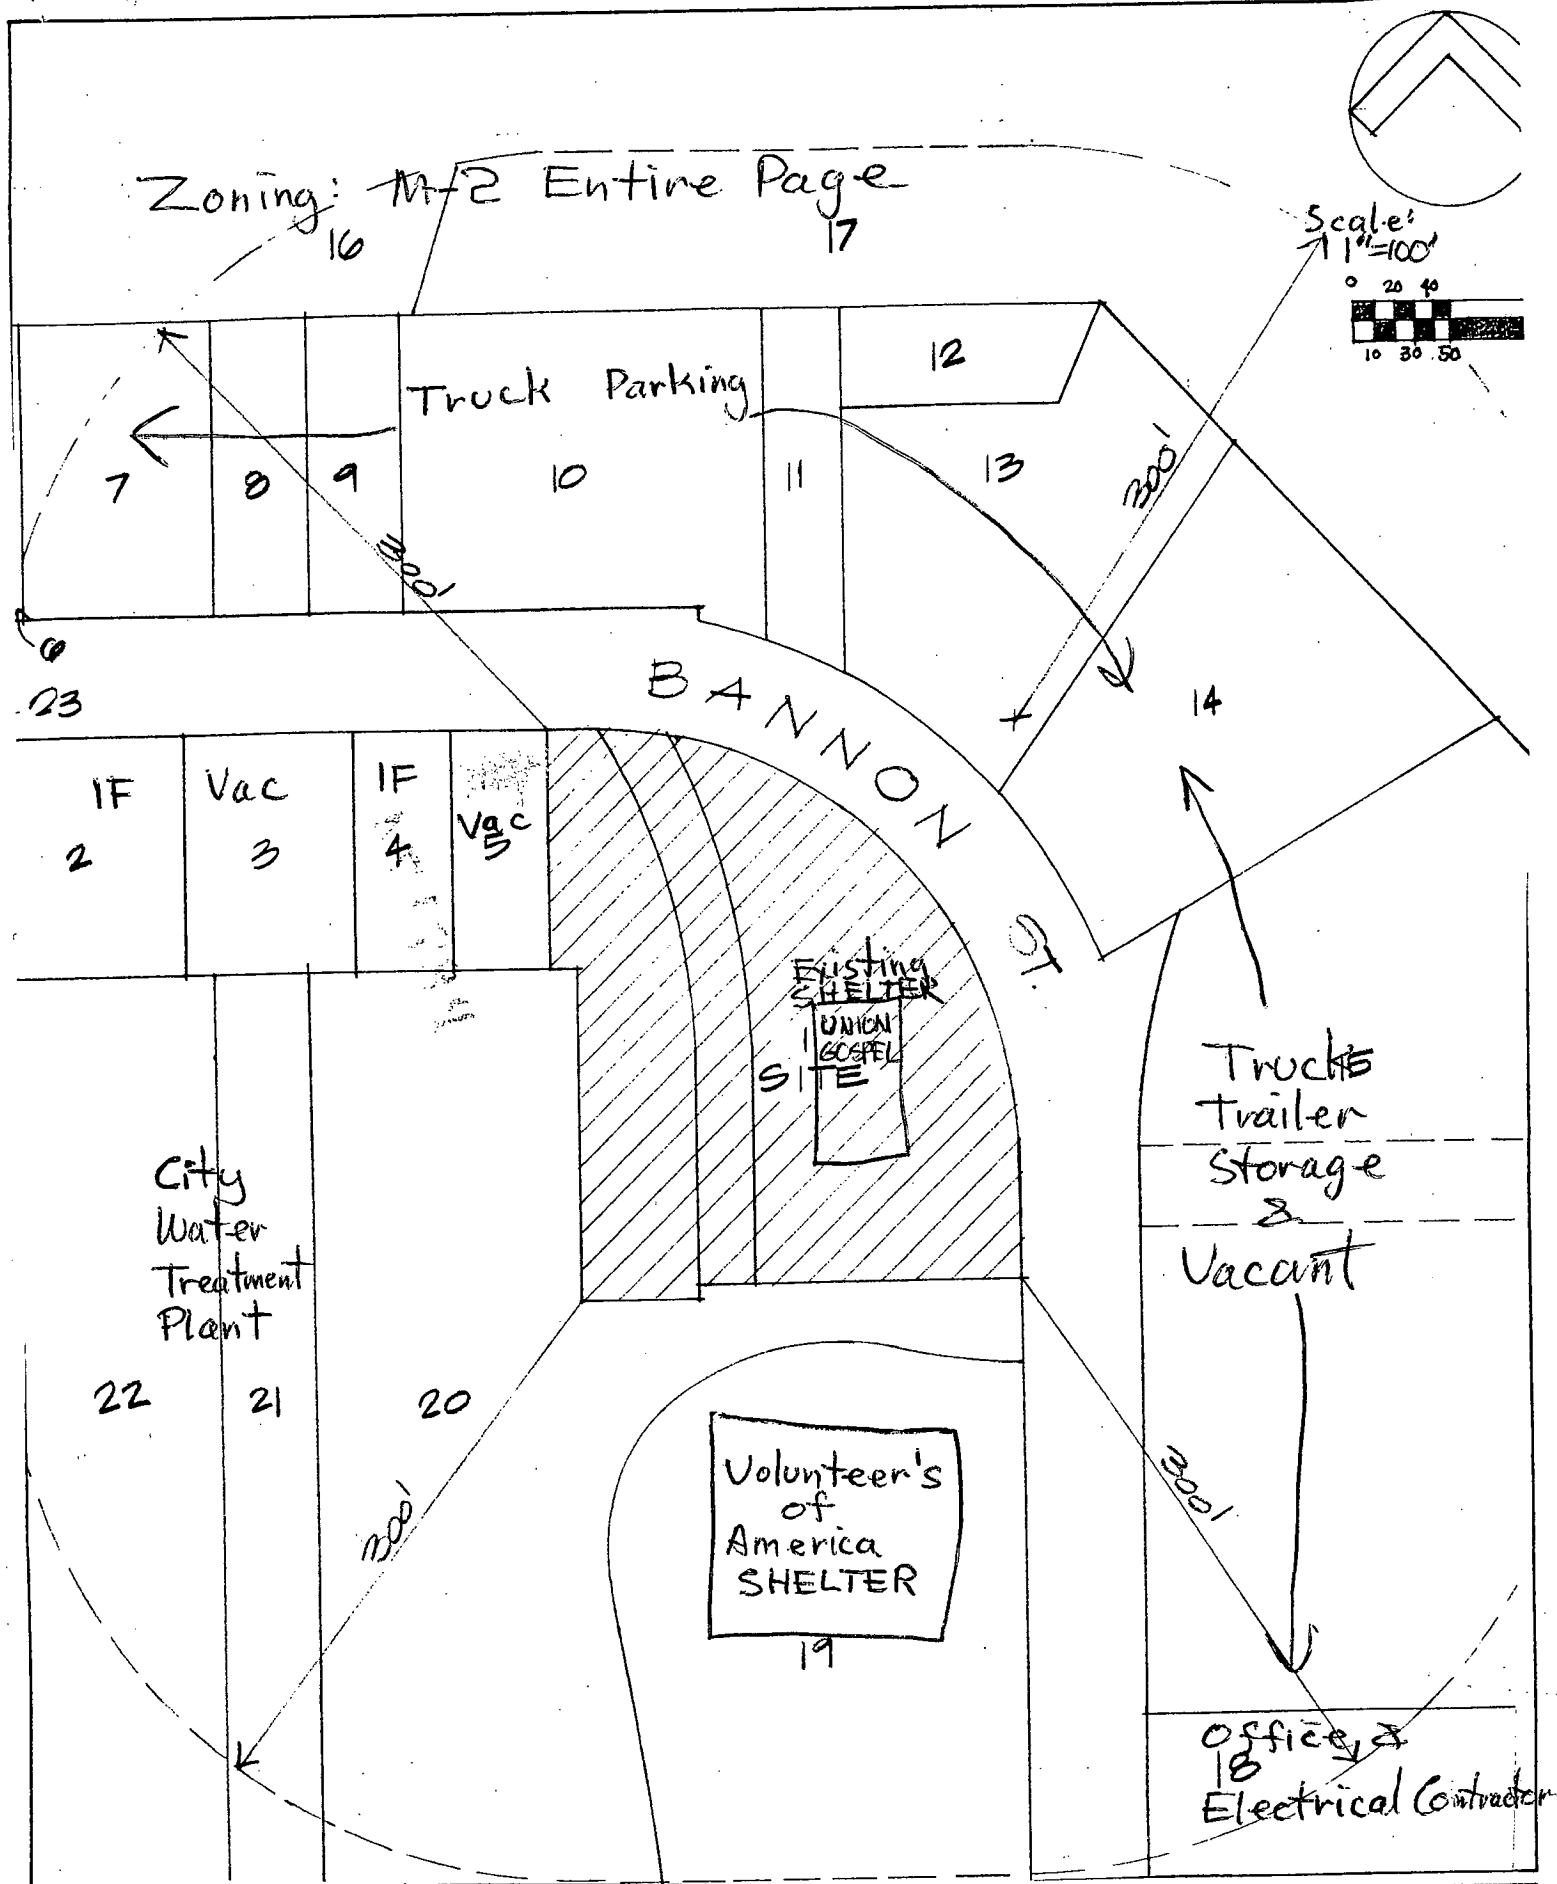 Zoning: M-2 Entire Page
16
17
Scale:
1"=100'
0 20 40
10 30 50
12
Truck Parking
7
8
9
10
11
13
300'
300'
14
6
23
BANNON ST.
1F
2
Vac
3
1F
4
Vac
5
Existing
SHELTER
1
UNION
GOSPEL
SITE
Trucks
Trailer
Storage
&
Vacant
City
Water
Treatment
Plant
22
21
20
300'
300'
Volunteer's
of
America
SHELTER
19
Office, &
18
Electrical Contractor